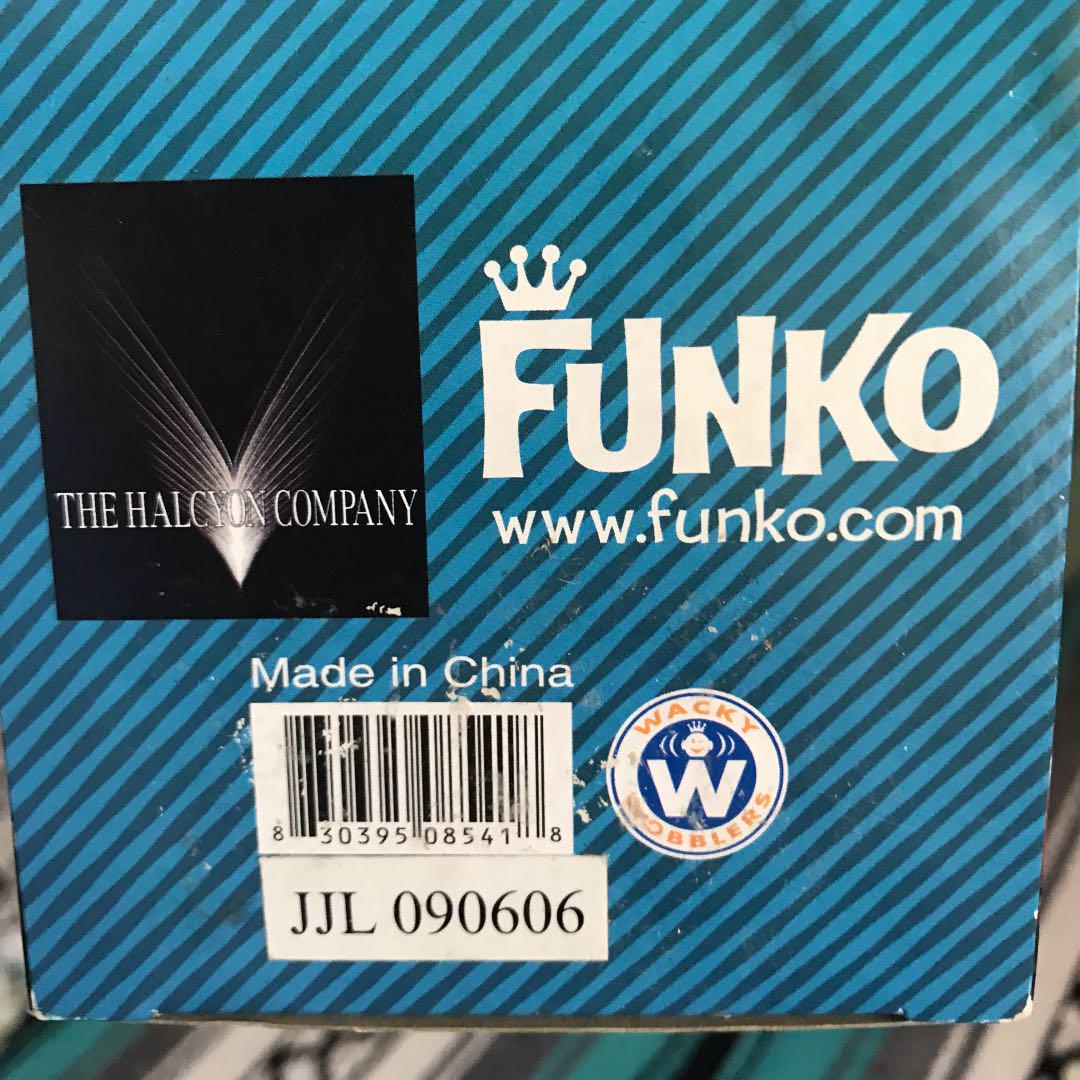 THE HALCYON COMPANY
FUNKO
www.funko.com
Made in China
8 30395 08541 8
JJL 090606
WACKY
W
WOBBLERS